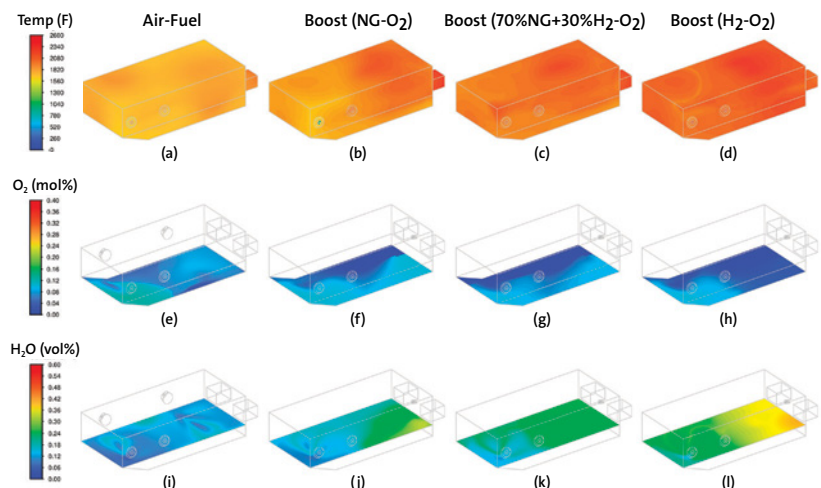 Temp (F)
Air-Fuel
Boost (NG-O₂)
Boost (70%NG+30%H2-O₂)
Boost (H2-O₂)
2600
2340
2080
1820
1560
1300
1040
780
520
260
-0
(a)
(b)
(c)
(d)
O₂ (mol%)
0.40
0.36
0.32
0.28
0.24
0.20
0.16
0.12
0.08
0.04
0.00
(e)
(f)
(g)
(h)
H₂O (vol%)
0.60
0.54
0.48
0.42
0.36
0.30
0.24
0.18
0.12
0.06
0.00
(i)
(j)
(k)
(l)